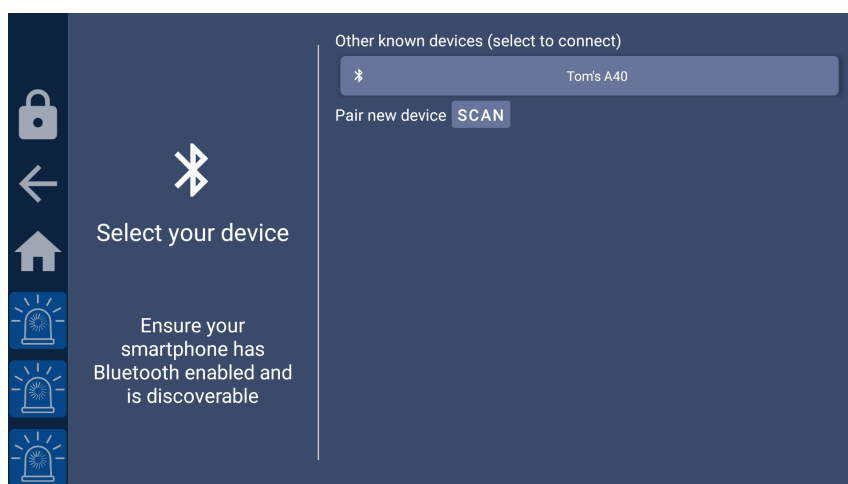 Other known devices (select to connect)
Tom's A40
Pair new device SCAN
Select your device
Ensure your
smartphone has
Bluetooth enabled and
is discoverable